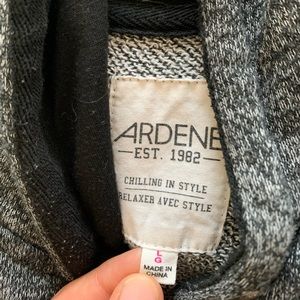 ARDENE
EST. 1982
CHILLING IN STYLE
RELAXER AVEC STYLE
L
G
MADE IN
CHINA